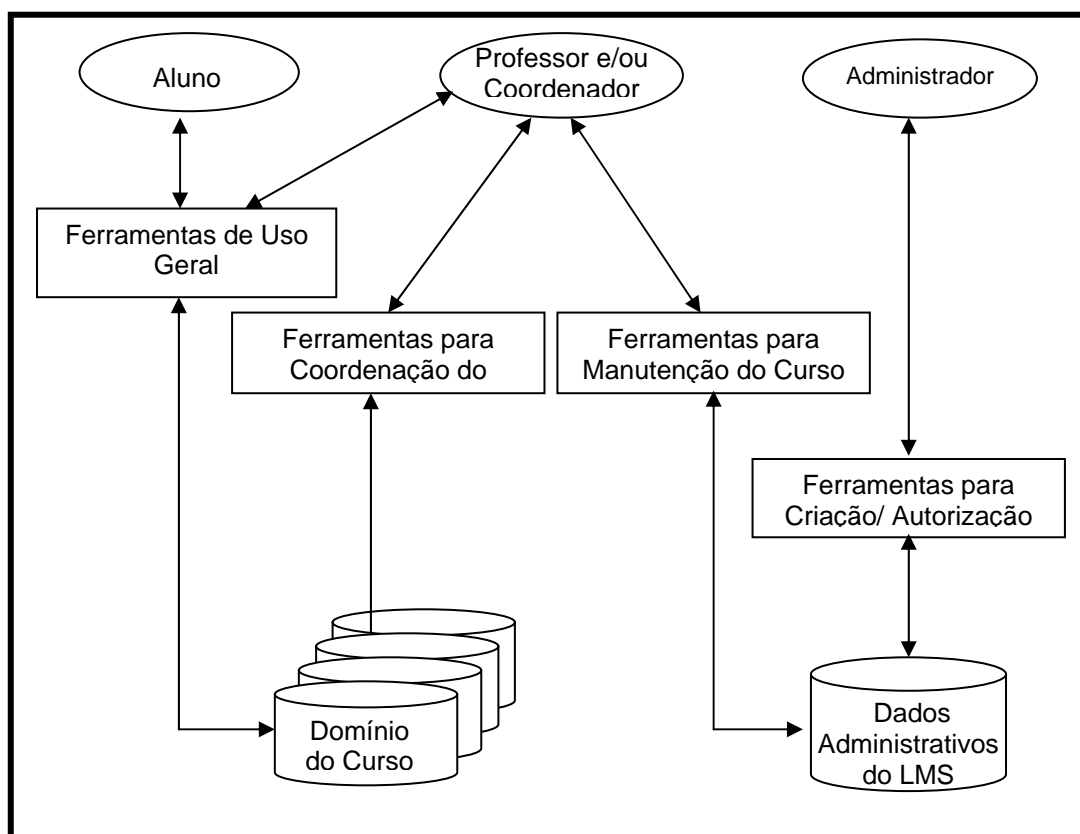 Aluno
Professor e/ou
Coordenador
Administrador
Ferramentas de Uso
Geral
Ferramentas para
Coordenação do
Ferramentas para
Manutenção do Curso
Ferramentas para
Criação/ Autorização
Domínio
do Curso
Dados
Administrativos
do LMS